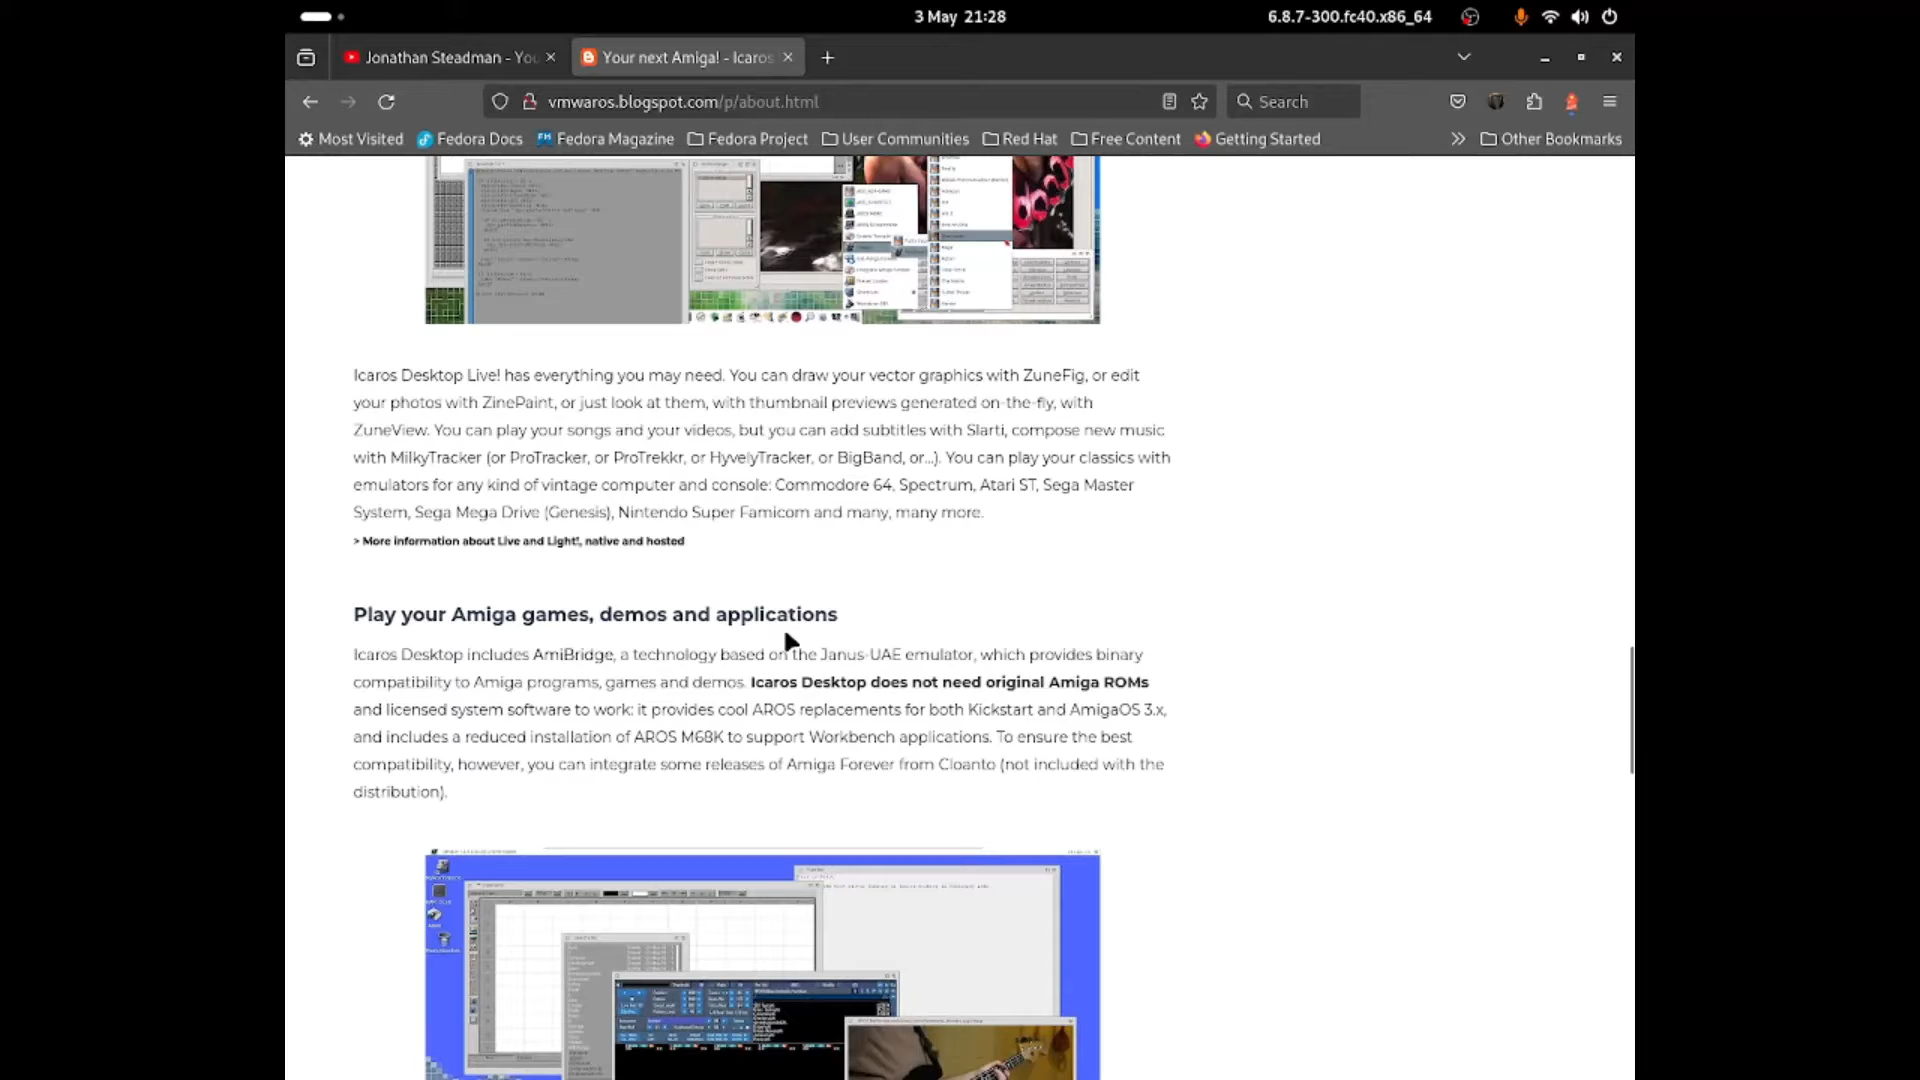 3 May 21:28
6.8.7-300.fc40.x86_64
Jonathan Steadman - You
Your next Amiga! - Icaros
vmwaros.blogspot.com/p/about.html
Search
Most Visited
Fedora Docs
Fedora Magazine
Fedora Project
User Communities
Red Hat
Free Content
Getting Started
Other Bookmarks
Icaros Desktop Live! has everything you may need. You can draw your vector graphics with ZuneFig, or edit
your photos with ZinePaint, or just look at them, with thumbnail previews generated on-the-fly, with
ZuneView. You can play your songs and your videos, but you can add subtitles with Slarti, compose new music
with MilkyTracker (or ProTracker, or ProTrekkr, or HyvelyTracker, or BigBand, or...). You can play your classics with
emulators for any kind of vintage computer and console: Commodore 64, Spectrum, Atari ST, Sega Master
System, Sega Mega Drive (Genesis), Nintendo Super Famicom and many, many more.
> More information about Live and Light!, native and hosted
Play your Amiga games, demos and applications
Icaros Desktop includes AmiBridge, a technology based on the Janus-UAE emulator, which provides binary
compatibility to Amiga programs, games and demos. Icaros Desktop does not need original Amiga ROMs
and licensed system software to work: it provides cool AROS replacements for both Kickstart and AmigaOS 3.x,
and includes a reduced installation of AROS M68K to support Workbench applications. To ensure the best
compatibility, however, you can integrate some releases of Amiga Forever from Cloanto (not included with the
distribution).